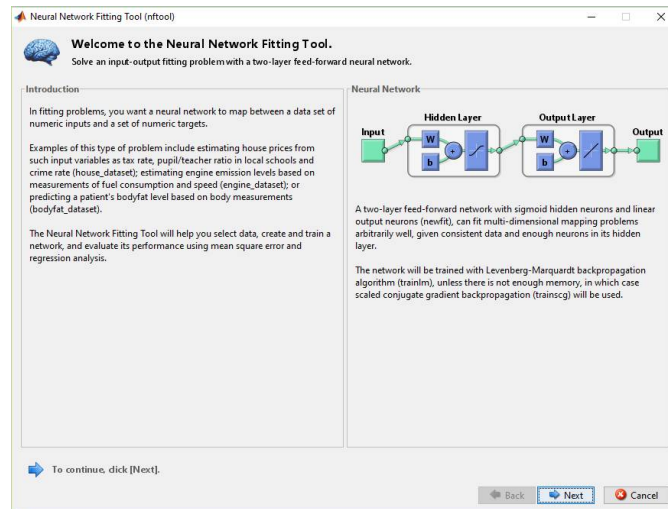 Neural Network Fitting Tool (nftool)
Welcome to the Neural Network Fitting Tool.
Solve an input-output fitting problem with a two-layer feed-forward neural network.
Introduction
In fitting problems, you want a neural network to map between a data set of
numeric inputs and a set of numeric targets.
Examples of this type of problem include estimating house prices from
such input variables as tax rate, pupil/teacher ratio in local schools and
crime rate (house_dataset); estimating engine emission levels based on
measurements of fuel consumption and speed (engine_dataset); or
predicting a patient's bodyfat level based on body measurements
(bodyfat_dataset).
The Neural Network Fitting Tool will help you select data, create and train a
network, and evaluate its performance using mean square error and
regression analysis.
Neural Network
Hidden Layer
Output Layer
Input
Output
W
b
+
W
b
+
A two-layer feed-forward network with sigmoid hidden neurons and linear
output neurons (newfit), can fit multi-dimensional mapping problems
arbitrarily well, given consistent data and enough neurons in its hidden
layer.
The network will be trained with Levenberg-Marquardt backpropagation
algorithm (trainlm), unless there is not enough memory, in which case
scaled conjugate gradient backpropagation (trainscg) will be used.
To continue, click [Next].
Back
Next
Cancel